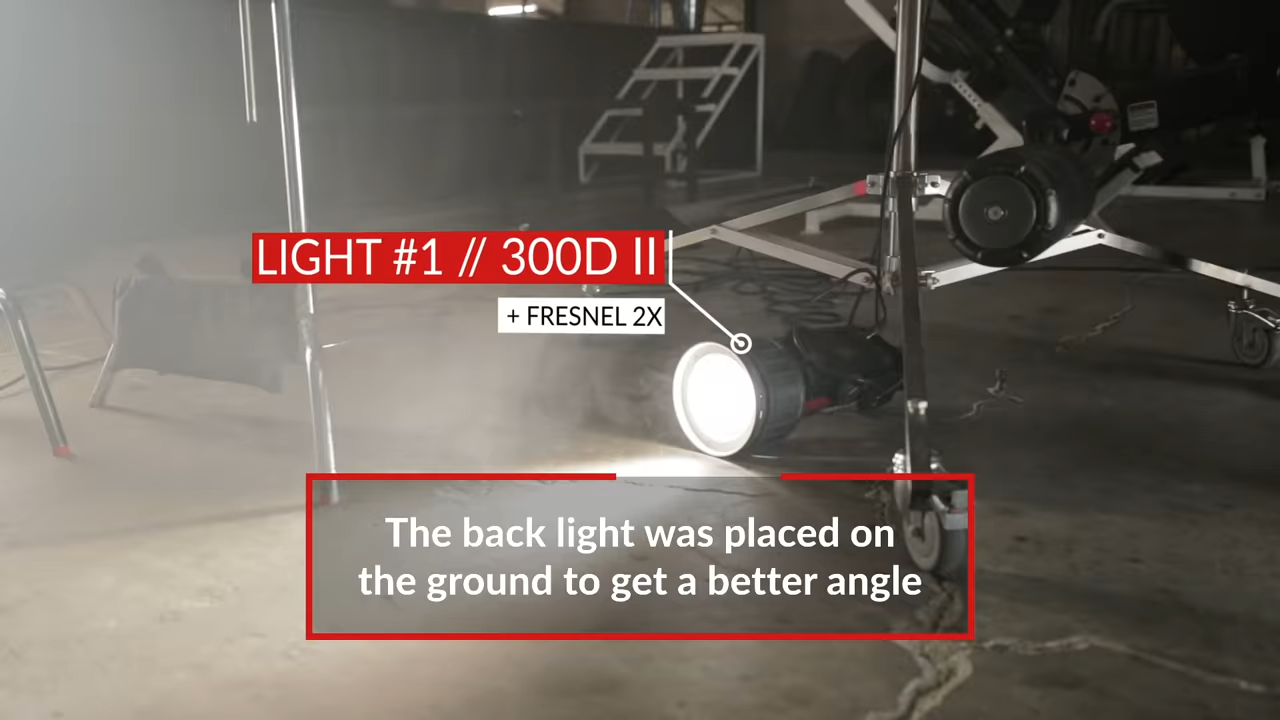 LIGHT #1 // 300D II
+ FRESNEL 2X
The back light was placed on
the ground to get a better angle